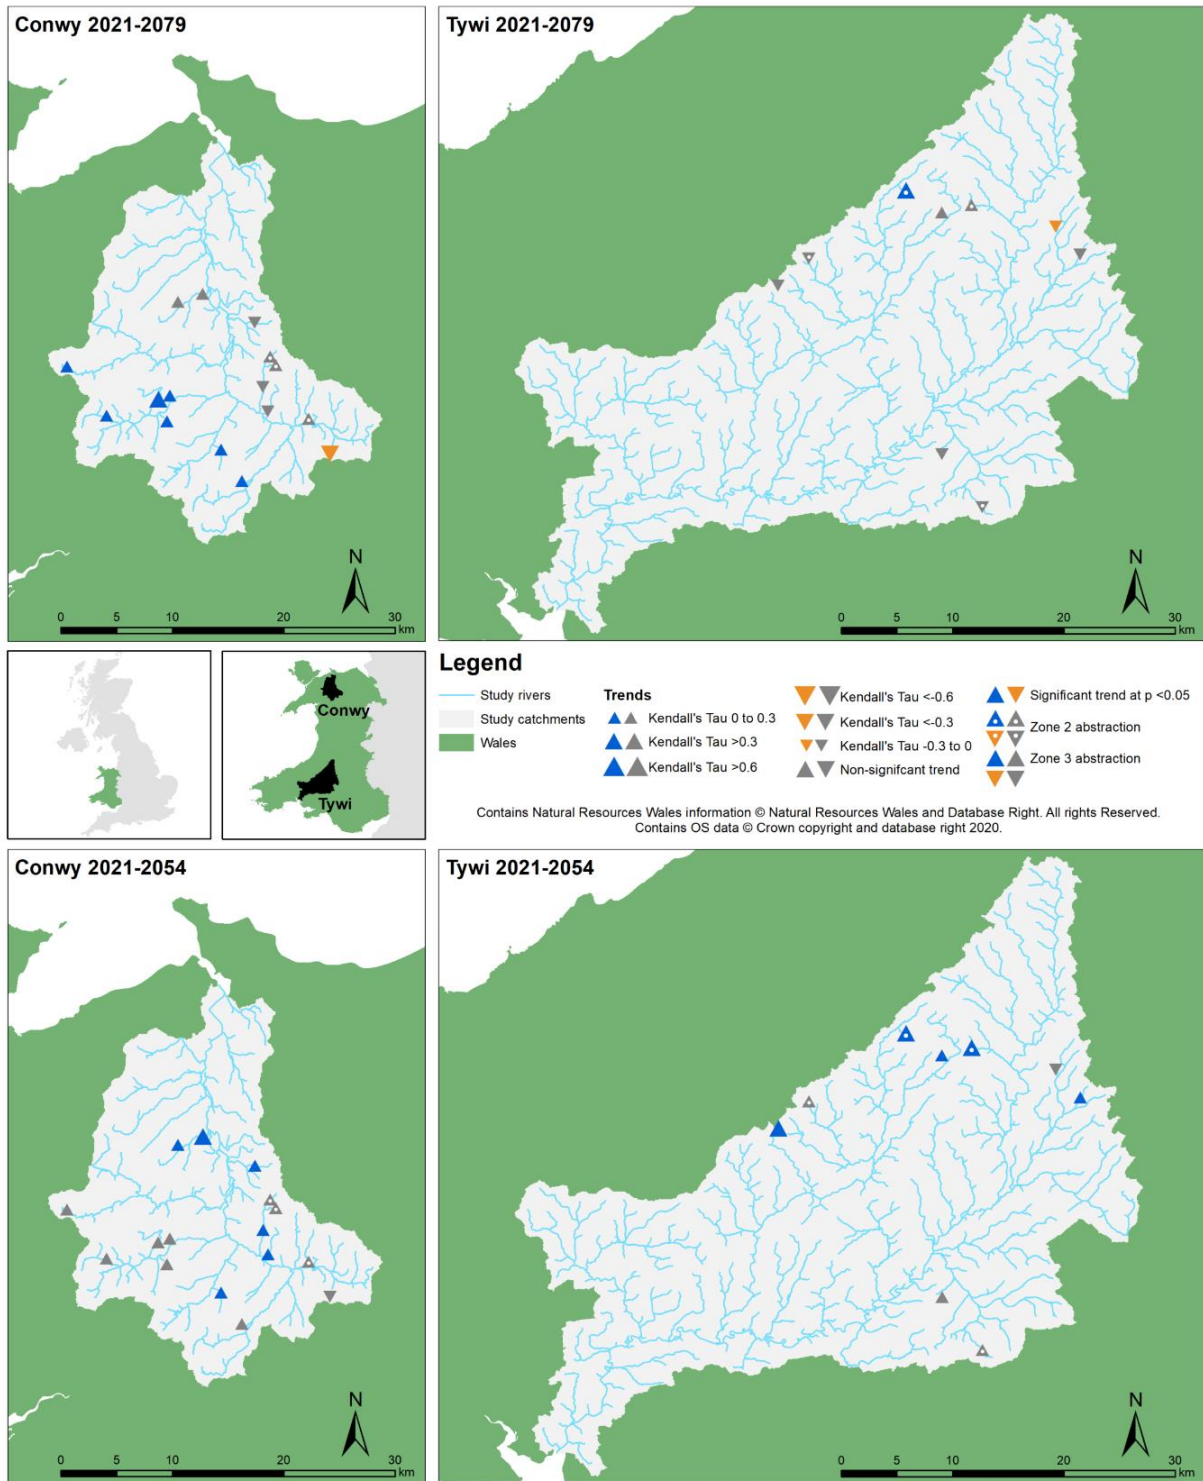 Conwy 2021-2079
Tywi 2021-2079
N
0 5 10 20 30
km
N
0 5 10 20 30
km
Conwy
Tywi
Legend
Study rivers
Study catchments
Wales
Trends
Kendall's Tau 0 to 0.3
Kendall's Tau >0.3
Kendall's Tau >0.6
Kendall's Tau <-0.6
Kendall's Tau <-0.3
Kendall's Tau -0.3 to 0
Non-signifcant trend
Significant trend at p <0.05
Zone 2 abstraction
Zone 3 abstraction
Contains Natural Resources Wales information © Natural Resources Wales and Database Right. All rights Reserved.
Contains OS data © Crown copyright and database right 2020.
Conwy 2021-2054
Tywi 2021-2054
N
0 5 10 20 30
km
N
0 5 10 20 30
km